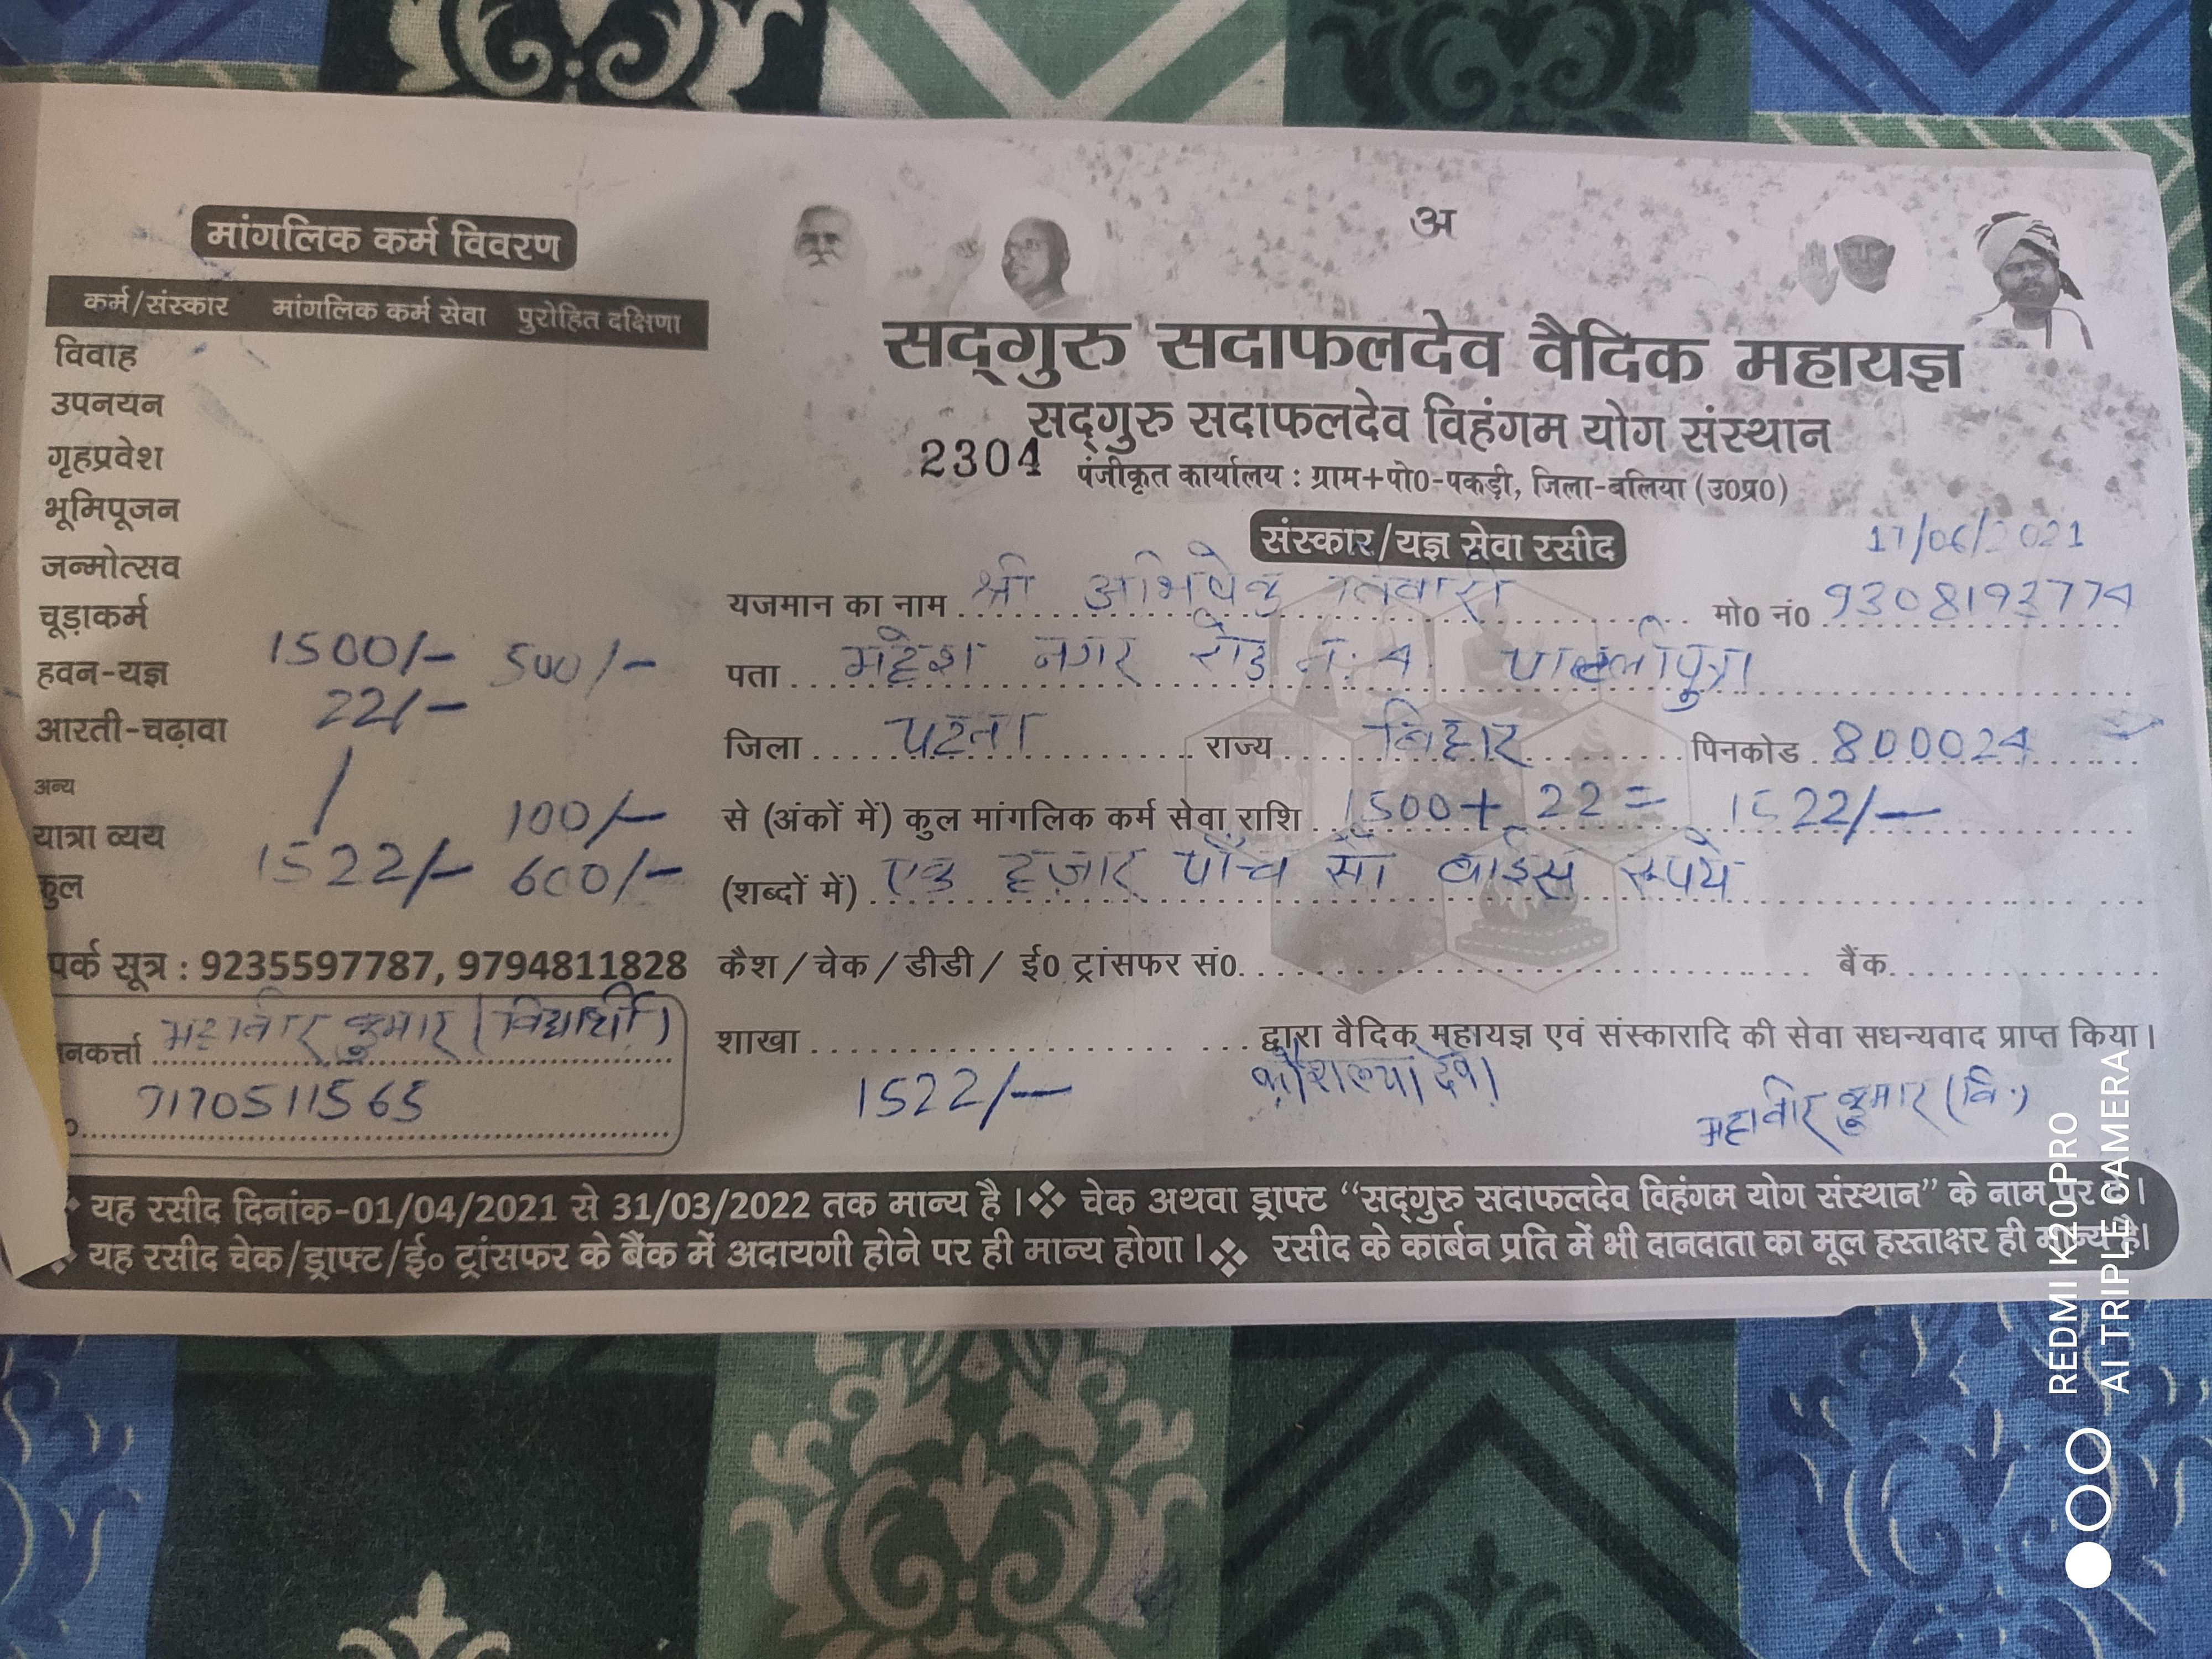 मांगलिक कर्म विवरण
कर्म/संस्कार मांगलिक कर्म सेवा पुरोहित दक्षिणा
विवाह
उपनयन
गृहप्रवेश
भूमिपूजन
जन्मोत्सव
चूड़ाकर्म
हवन-यज्ञ 1500/- 500/-
आरती-चढ़ावा 22/-
अन्य
यात्रा व्यय 100/-
कुल 1522/- 600/-
पर्क सूत्र : 9235597787, 9794811828
नकर्त्ता महावीर कुमार (विद्यार्थी)
7170511565
अ
सद्गुरु सदाफलदेव वैदिक महायज्ञ
सद्गुरु सदाफलदेव विहंगम योग संस्थान
2304 पंजीकृत कार्यालय : ग्राम+पो0-पकड़ी, जिला-बलिया (उ0प्र0)
संस्कार/यज्ञ सेवा रसीद 17/06/2021
यजमान का नाम श्री अभिषेक तिवारी मो0 नं0 9308193774
पता महेश नगर रोड नं. 4
जिला पटना राज्य बिहार पिनकोड 800024
से (अंकों में) कुल मांगलिक कर्म सेवा राशि 1500 + 22 = 1522/-
(शब्दों में) एक हज़ार पाँच सौ बाईस रूपये
कैश / चेक / डीडी / ई0 ट्रांसफर सं0 बैंक
शाखा द्वारा वैदिक महायज्ञ एवं संस्कारादि की सेवा सधन्यवाद प्राप्त किया।
1522/- कौशल्या देवी महावीर कुमार (वि.)
यह रसीद दिनांक-01/04/2021 से 31/03/2022 तक मान्य है। ❖ चेक अथवा ड्राफ्ट “सद्गुरु सदाफलदेव विहंगम योग संस्थान” के नाम पर दें।
यह रसीद चेक/ड्राफ्ट/ई० ट्रांसफर के बैंक में अदायगी होने पर ही मान्य होगा। ❖ रसीद के कार्बन प्रति में भी दानदाता का मूल हस्ताक्षर ही मान्य है।
REDMI K20 PRO
AI TRIPLE CAMERA